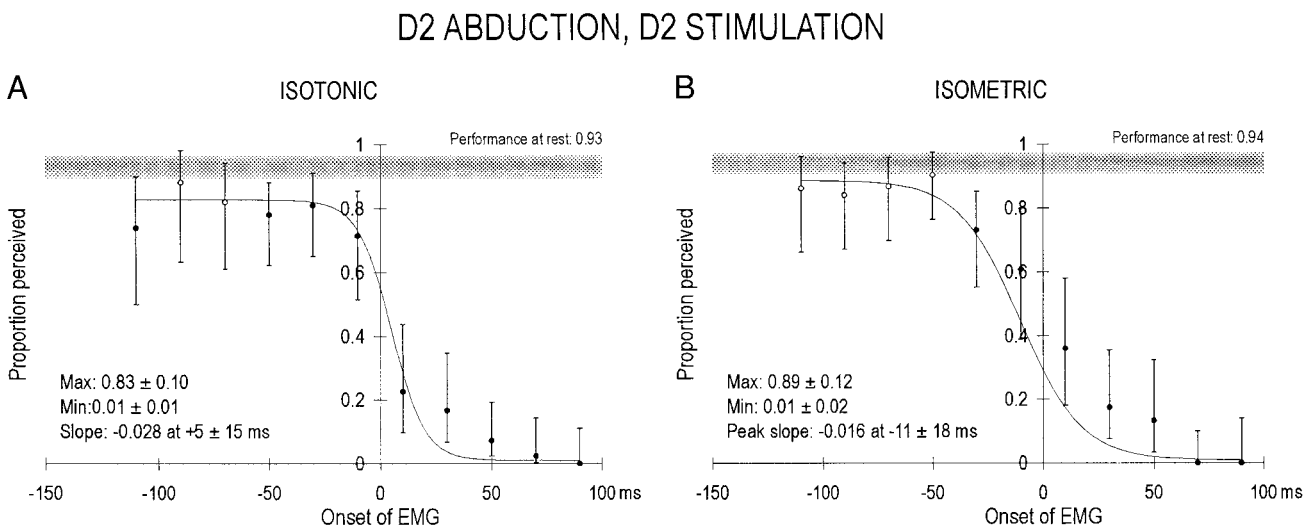 D2 ABDUCTION, D2 STIMULATION
A
ISOTONIC
Performance at rest: 0.93
1
0.8
0.6
0.4
0.2
0
Proportion perceived
Max: 0.83 ± 0.10
Min:0.01 ± 0.01
Slope: -0.028 at +5 ± 15 ms
-150 -100 -50 0 50 100 ms
Onset of EMG
B
ISOMETRIC
Performance at rest: 0.94
1
0.8
0.6
0.4
0.2
0
Proportion perceived
Max: 0.89 ± 0.12
Min: 0.01 ± 0.02
Peak slope: -0.016 at -11 ± 18 ms
-150 -100 -50 0 50 100 ms
Onset of EMG